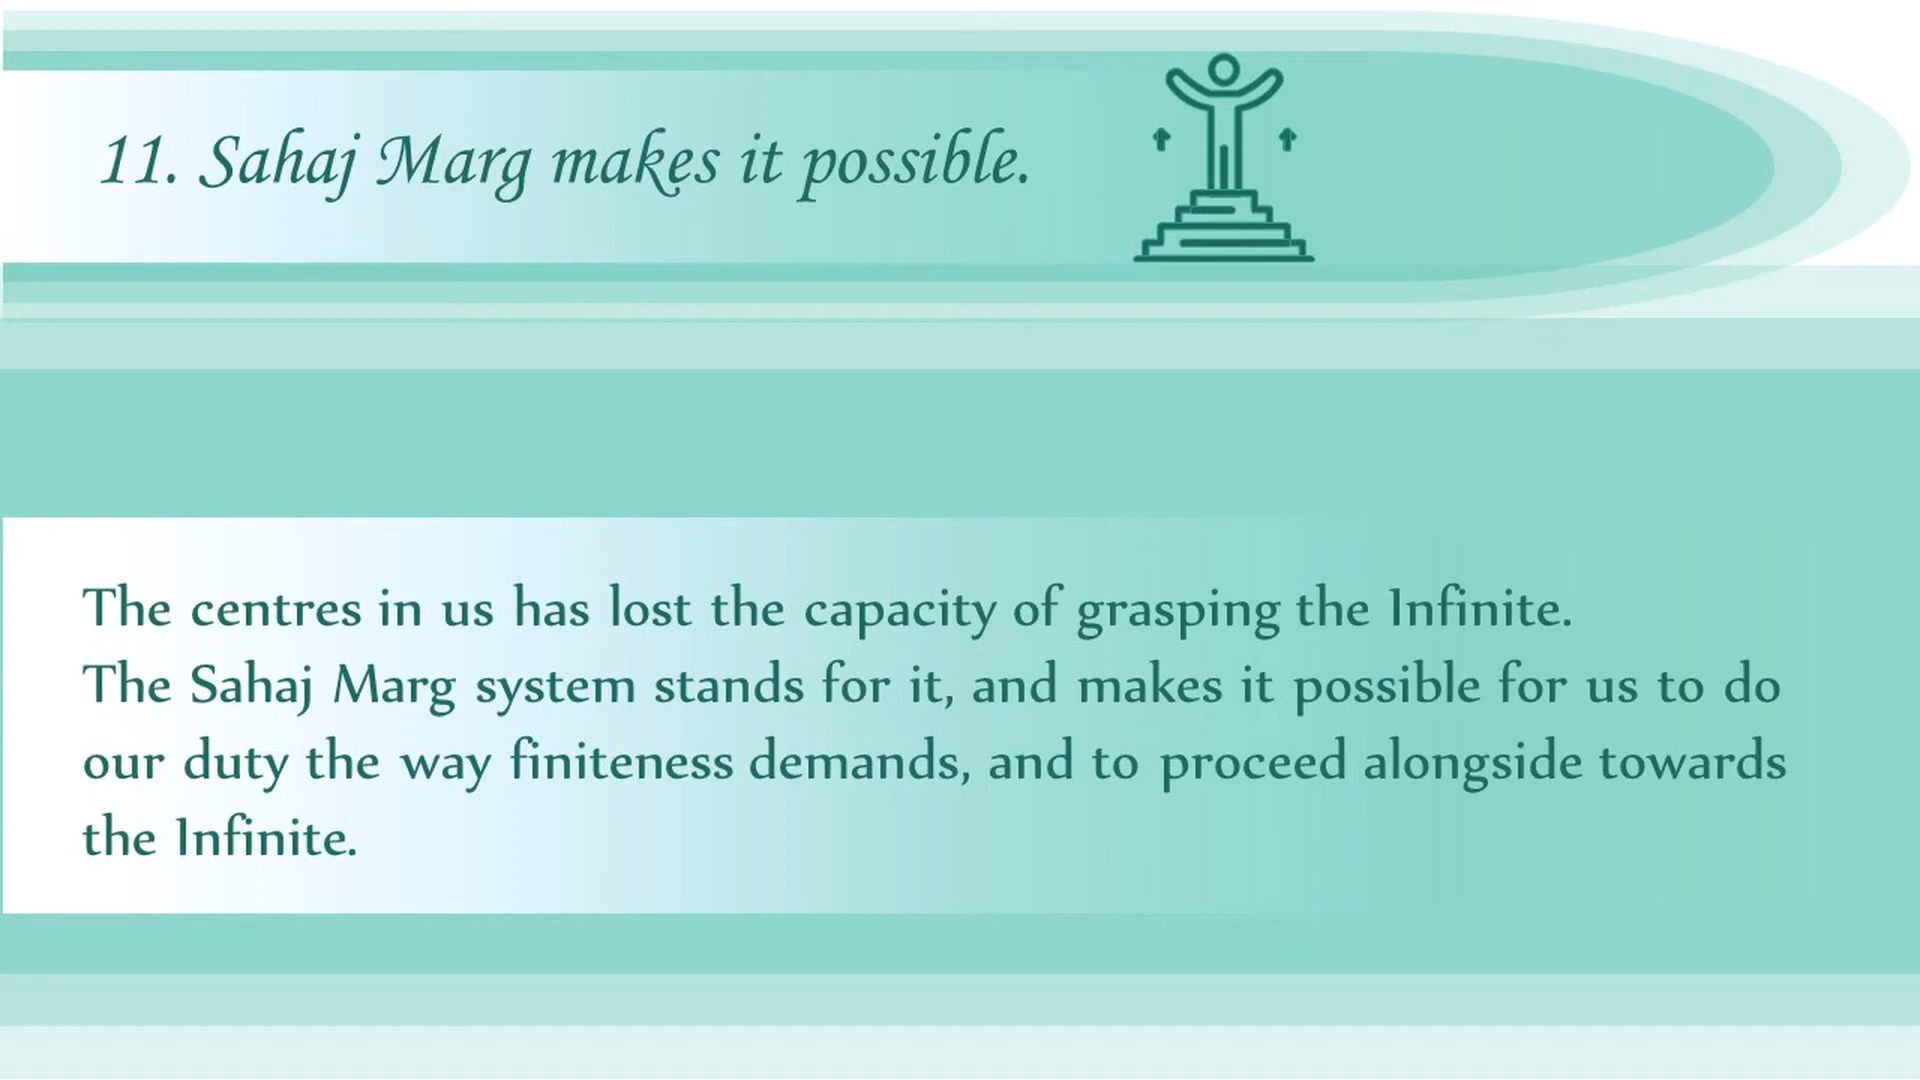 11. Sahaj Marg makes it possible.
The centres in us has lost the capacity of grasping the Infinite.
The Sahaj Marg system stands for it, and makes it possible for us to do
our duty the way finiteness demands, and to proceed alongside towards
the Infinite.